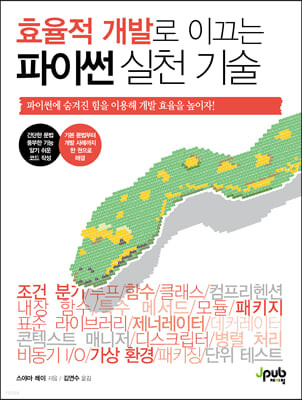 효율적 개발로 이끄는
파이썬 실천 기술
파이썬에 숨겨진 힘을 이용해 개발 효율을 높이자!
간단한 문법
풍부한 기능
알기 쉬운
코드 작성
기본 문법부터
개발 사례까지
한 권으로
해결
조건 분기/루프/함수/클래스/컴프리헨션
내장 함수/특수 메서드/모듈/패키지
표준 라이브러리/제너레이터/데커레이터
콘텍스트 매니저/디스크립터/병렬 처리
비동기 I/O/가상 환경/패키징/단위 테스트
스야마 레이 지음 / 김연수 옮김
Jpub
제이펍